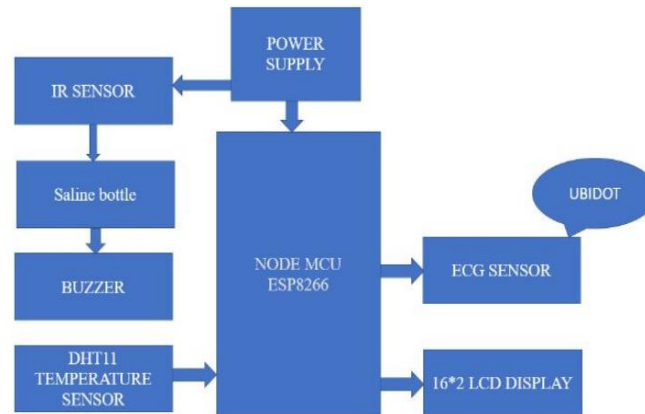 POWER
SUPPLY
IR SENSOR
Saline bottle
UBIDOT
NODE MCU
ESP8266
ECG SENSOR
BUZZER
DHT11
TEMPERATURE
SENSOR
16*2 LCD DISPLAY